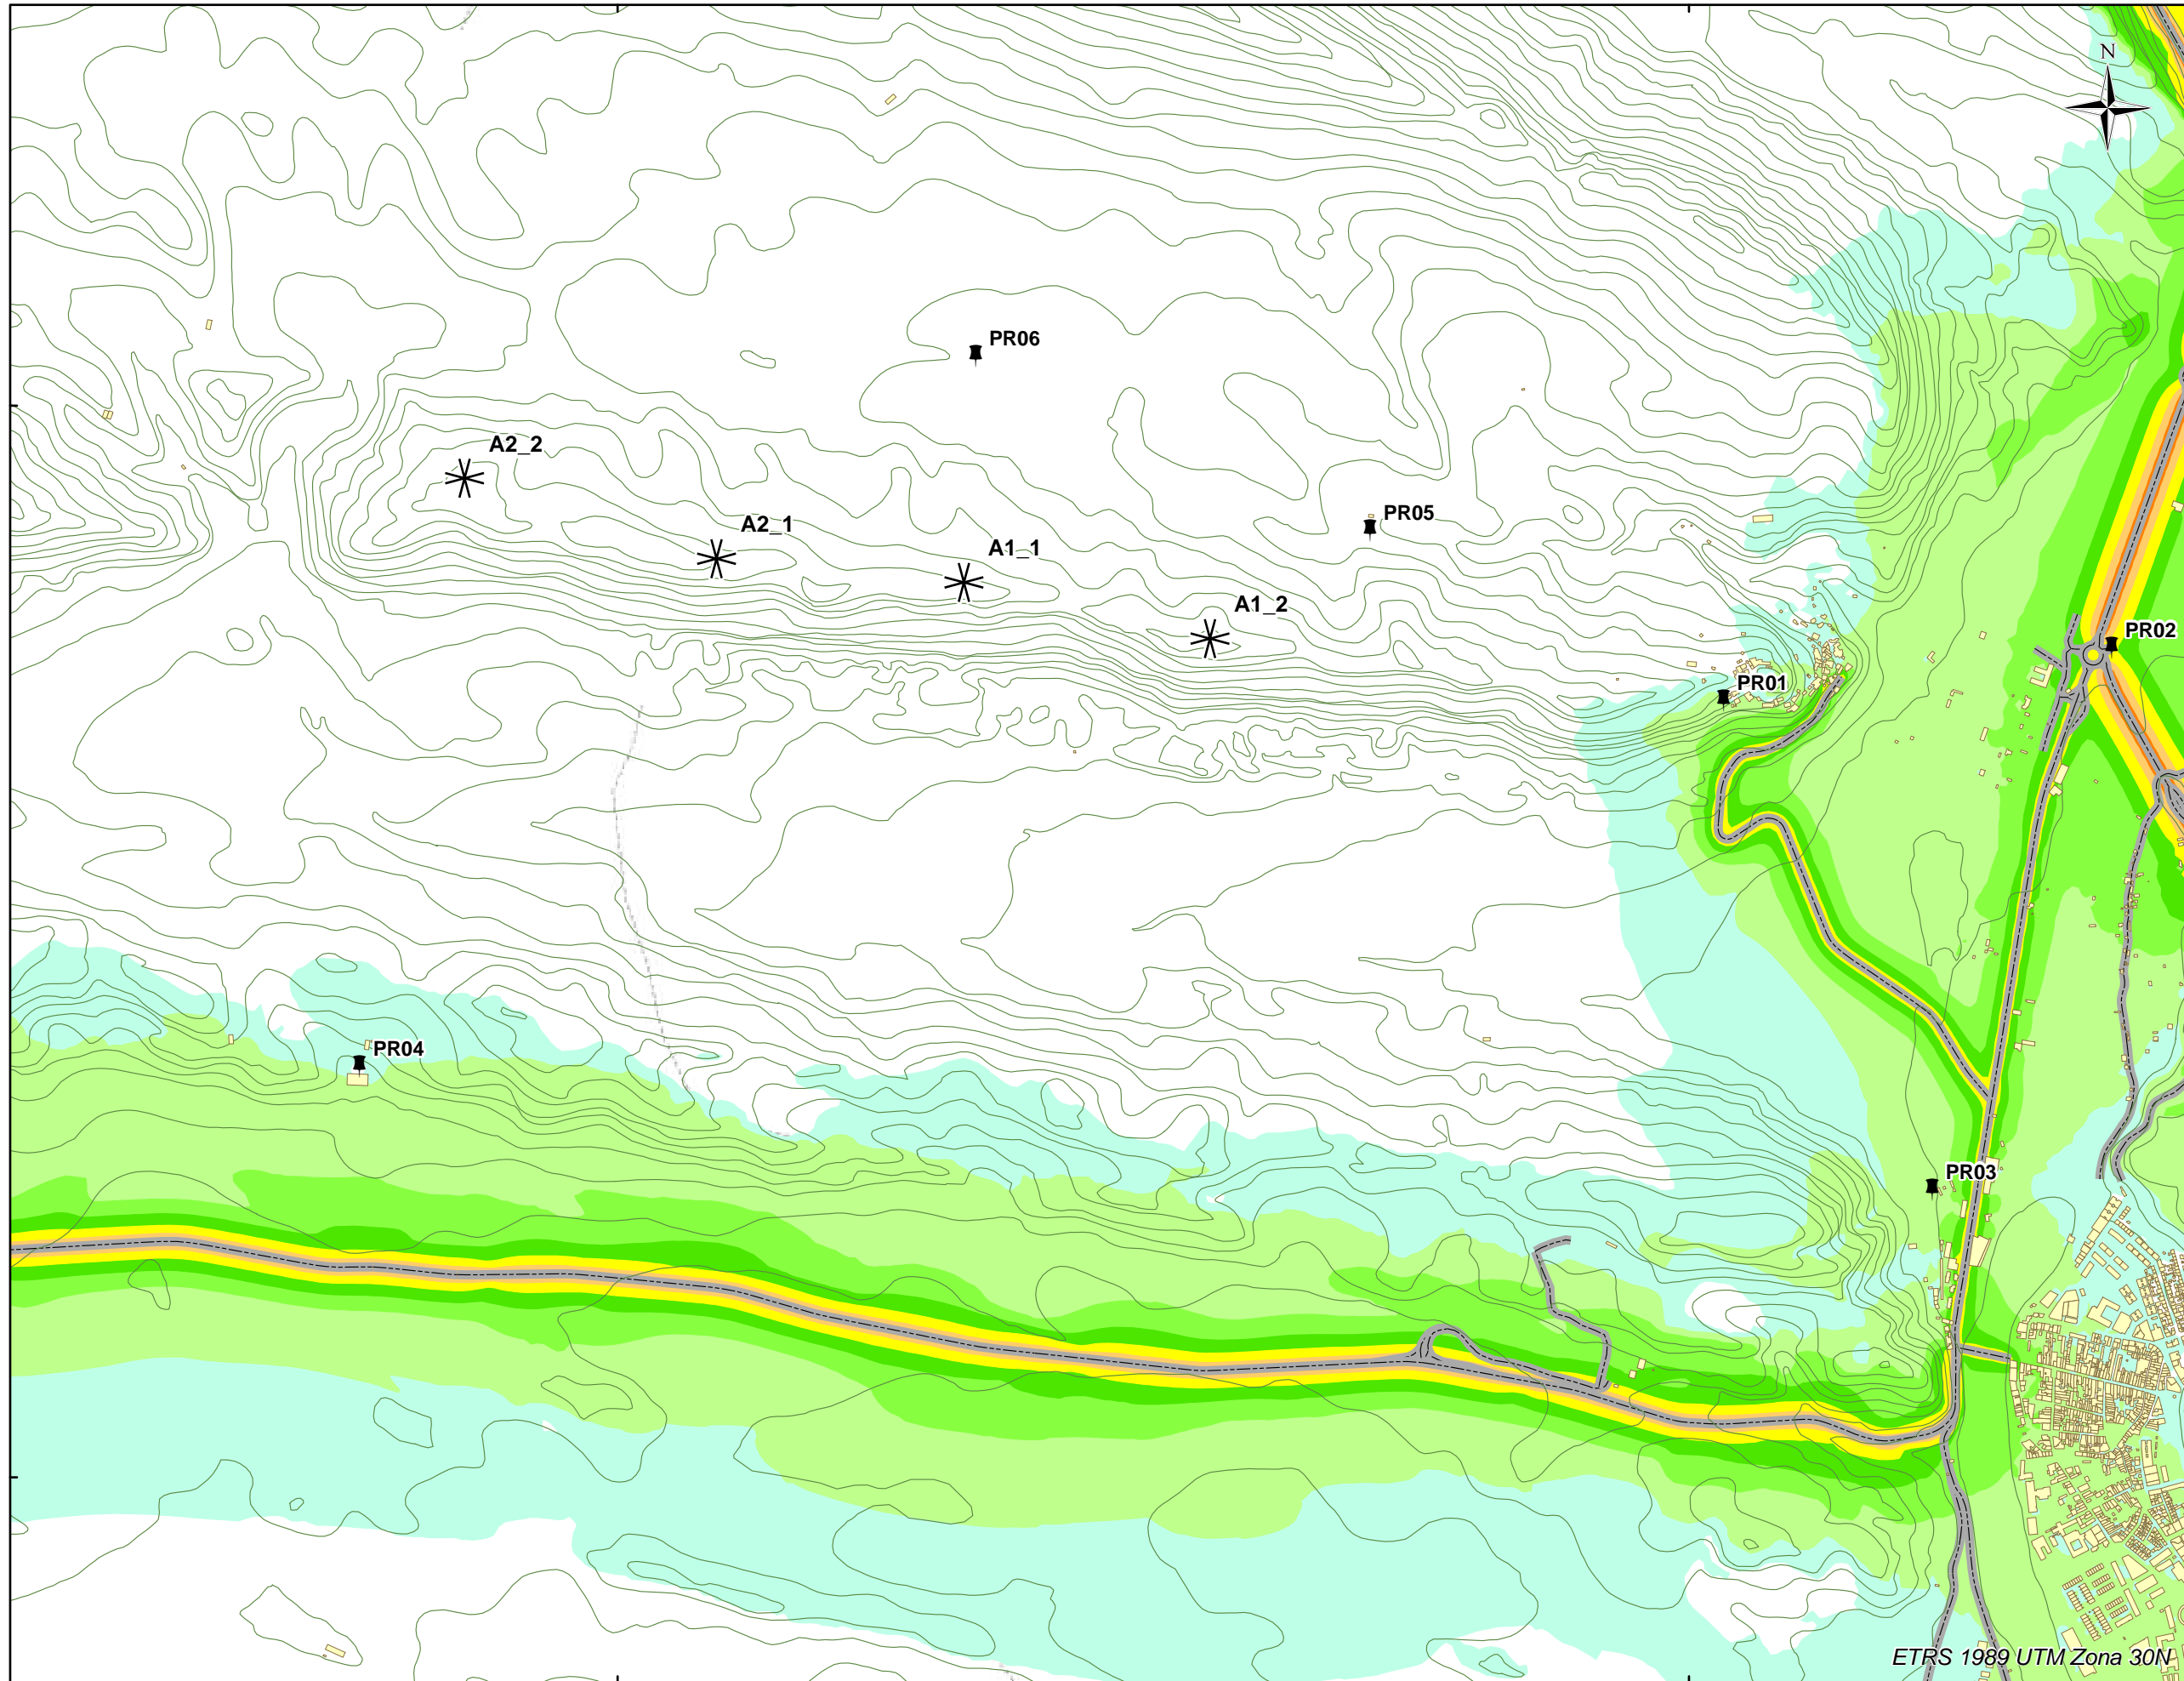 N
PR06
A2_2
PR05
A2_1
A1_1
A1_2
PR02
PR01
PR04
PR03
ETRS 1989 UTM Zona 30N